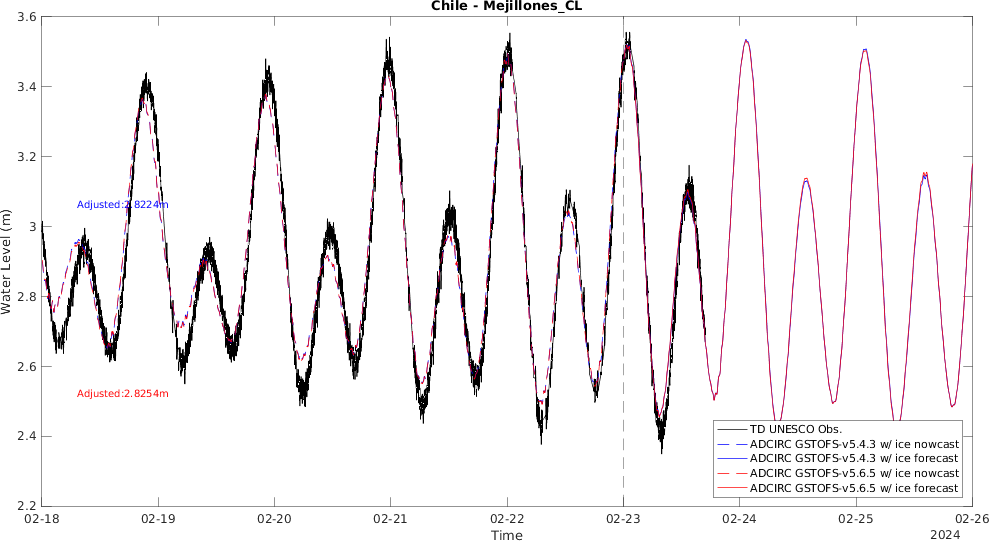 Chile - Mejillones_CL
3.6
3.4
3.2
3
2.8
2.6
2.4
2.2
Water Level (m)
Adjusted:2.8224m
Adjusted:2.8254m
TD UNESCO Obs.
ADCIRC GSTOFS-v5.4.3 w/ ice nowcast
ADCIRC GSTOFS-v5.4.3 w/ ice forecast
ADCIRC GSTOFS-v5.6.5 w/ ice nowcast
ADCIRC GSTOFS-v5.6.5 w/ ice forecast
02-18 02-19 02-20 02-21 02-22 02-23 02-24 02-25 02-26
Time
2024